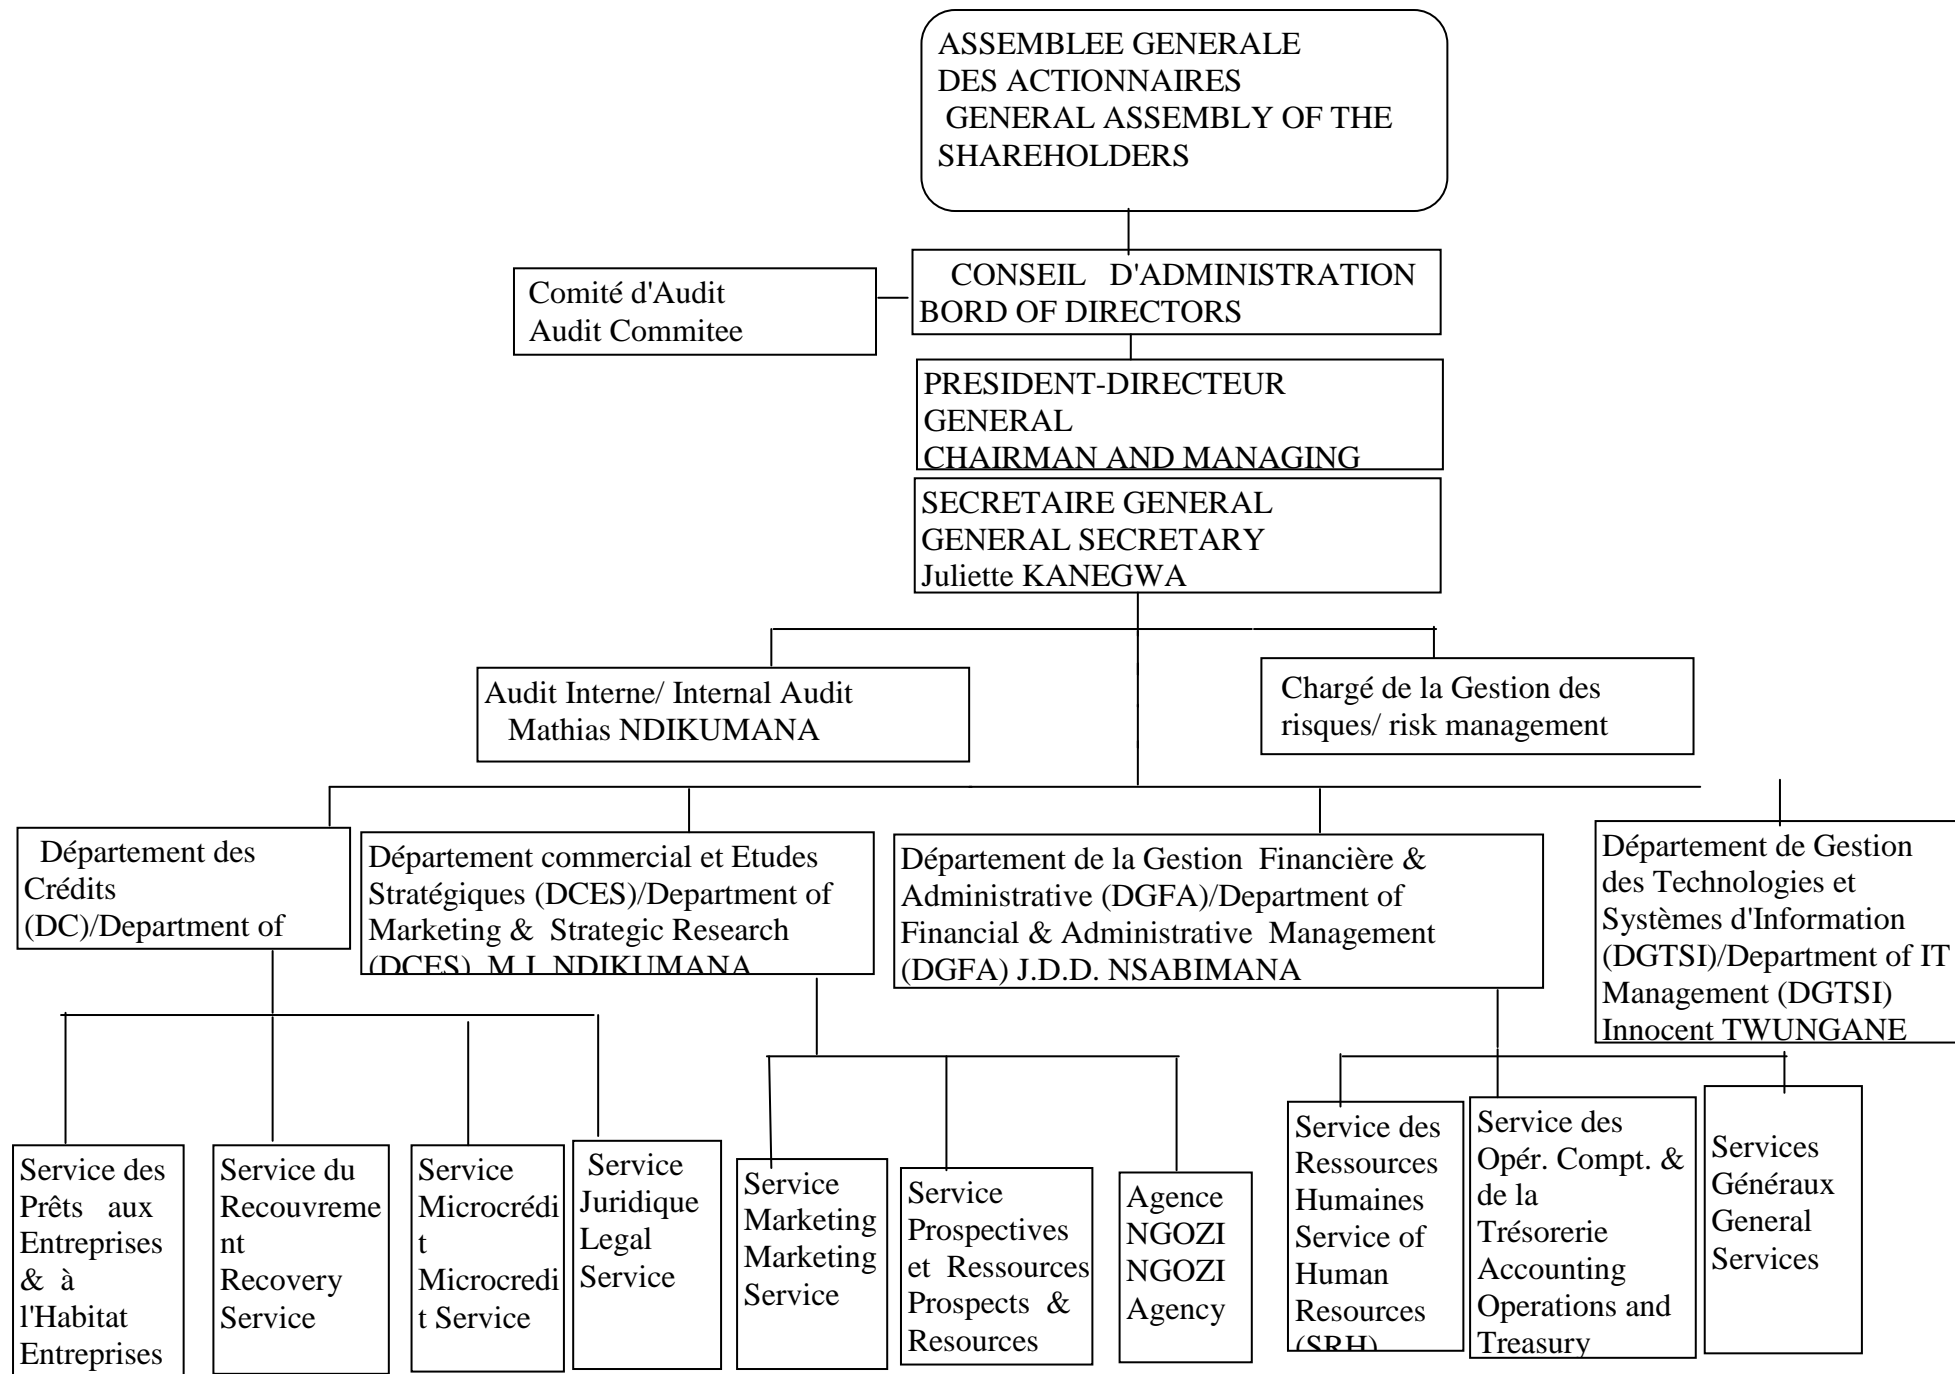 ASSEMBLEE GENERALE
DES ACTIONNAIRES
GENERAL ASSEMBLY OF THE
SHAREHOLDERS
CONSEIL D'ADMINISTRATION
BORD OF DIRECTORS
Comité d'Audit
Audit Commitee
PRESIDENT-DIRECTEUR
GENERAL
CHAIRMAN AND MANAGING
SECRETAIRE GENERAL
GENERAL SECRETARY
Juliette KANEGWA
Audit Interne/ Internal Audit
Mathias NDIKUMANA
Chargé de la Gestion des
risques/ risk management
Département des
Crédits
(DC)/Department of
Département commercial et Etudes
Stratégiques (DCES)/Department of
Marketing & Strategic Research
(DCES) M.J. NDIKUMANA
Département de la Gestion Financière &
Administrative (DGFA)/Department of
Financial & Administrative Management
(DGFA) J.D.D. NSABIMANA
Département de Gestion
des Technologies et
Systèmes d'Information
(DGTSI)/Department of IT
Management (DGTSI)
Innocent TWUNGANE
Service des
Prêts aux
Entreprises
& à
l'Habitat
Entreprises
Service du
Recouvreme
nt
Recovery
Service
Service
Microcrédi
t
Microcredi
t Service
Service
Juridique
Legal
Service
Service
Marketing
Marketing
Service
Service
Prospectives
et Ressources
Prospects &
Resources
Agence
NGOZI
NGOZI
Agency
Service des
Ressources
Humaines
Service of
Human
Resources
(SRH)
Service des
Opér. Compt. &
de la
Trésorerie
Accounting
Operations and
Treasury
Services
Généraux
General
Services